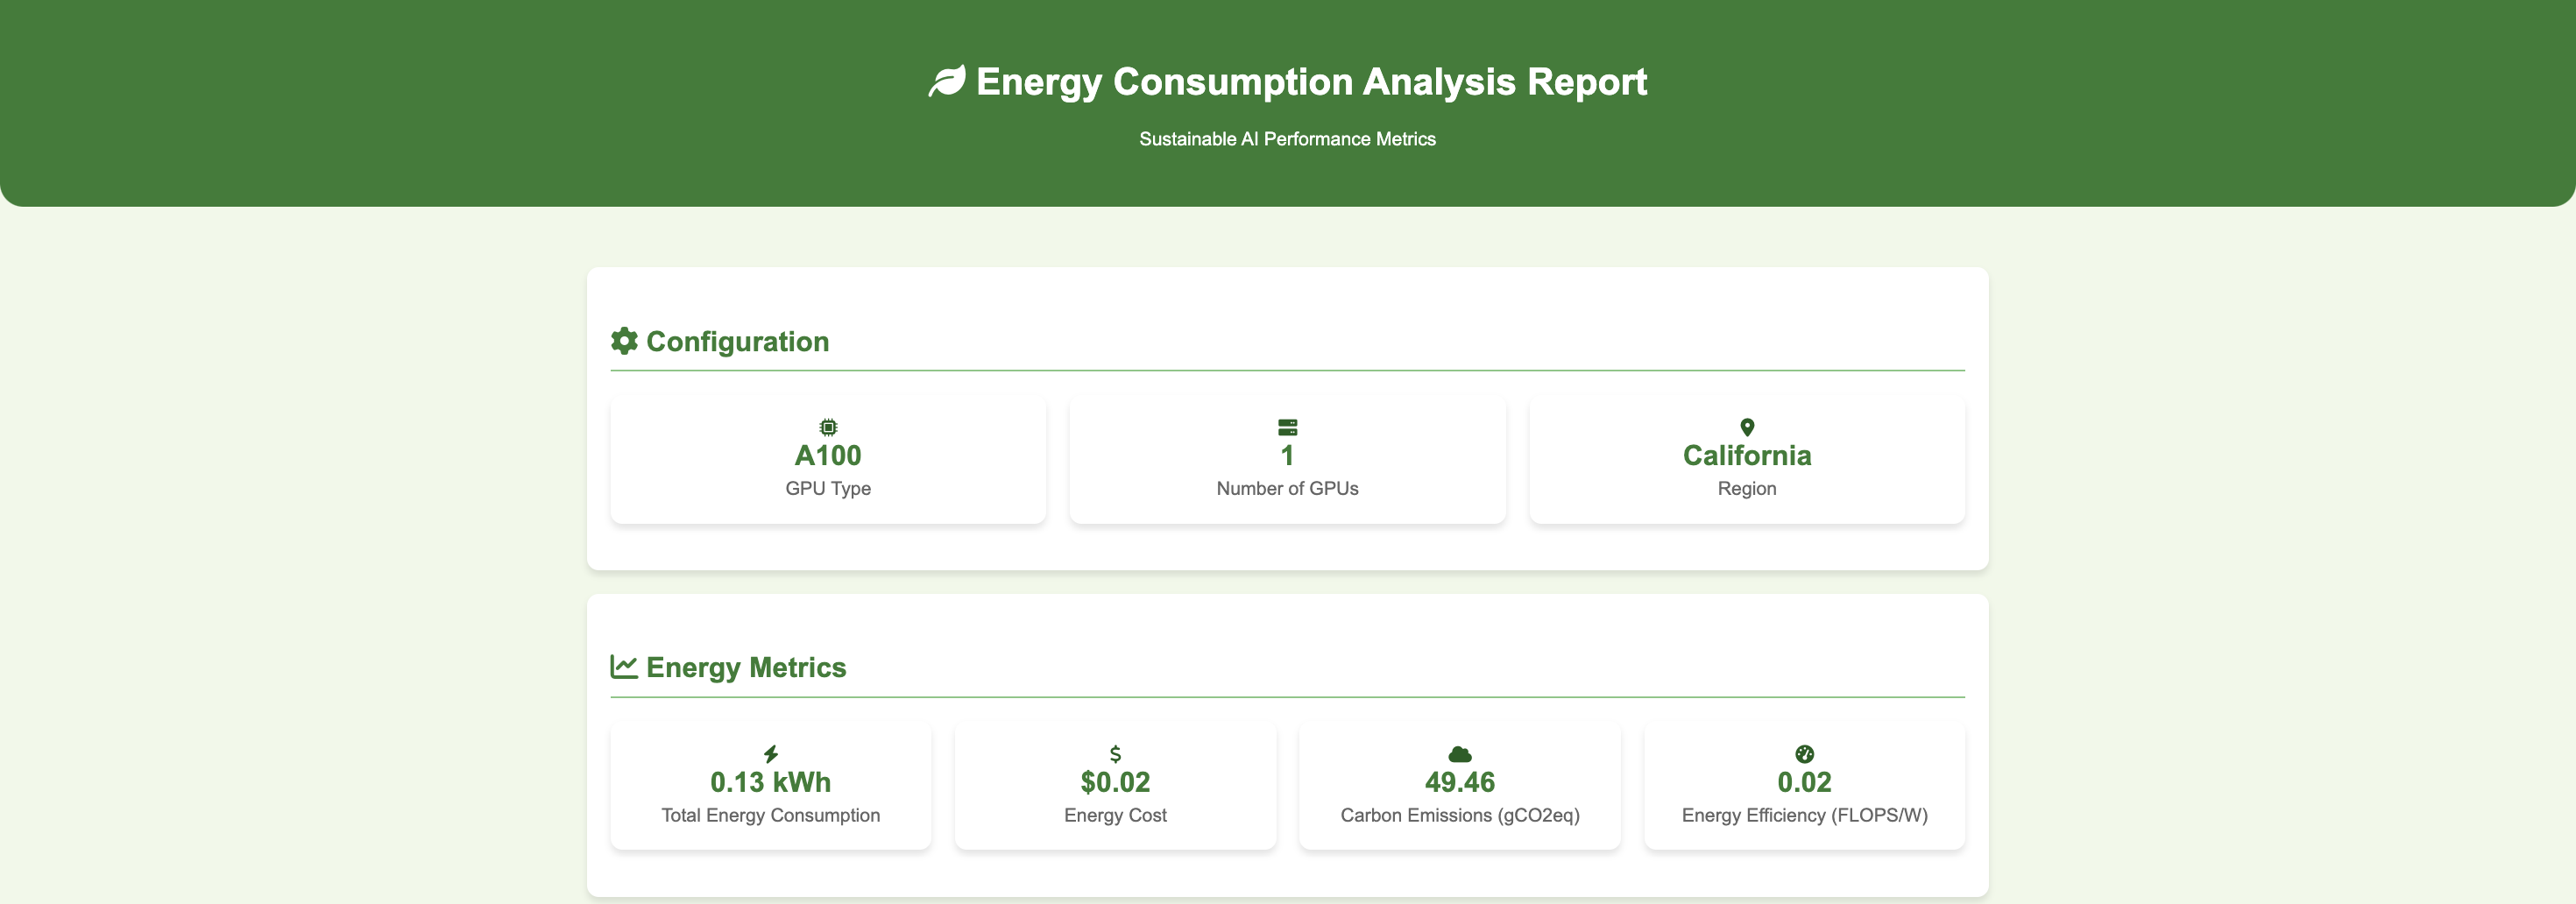 Energy Consumption Analysis Report
Sustainable AI Performance Metrics
Configuration
A100
GPU Type
1
Number of GPUs
California
Region
Energy Metrics
0.13 kWh
Total Energy Consumption
$
$0.02
Energy Cost
49.46
Carbon Emissions (gCO2eq)
0.02
Energy Efficiency (FLOPS/W)